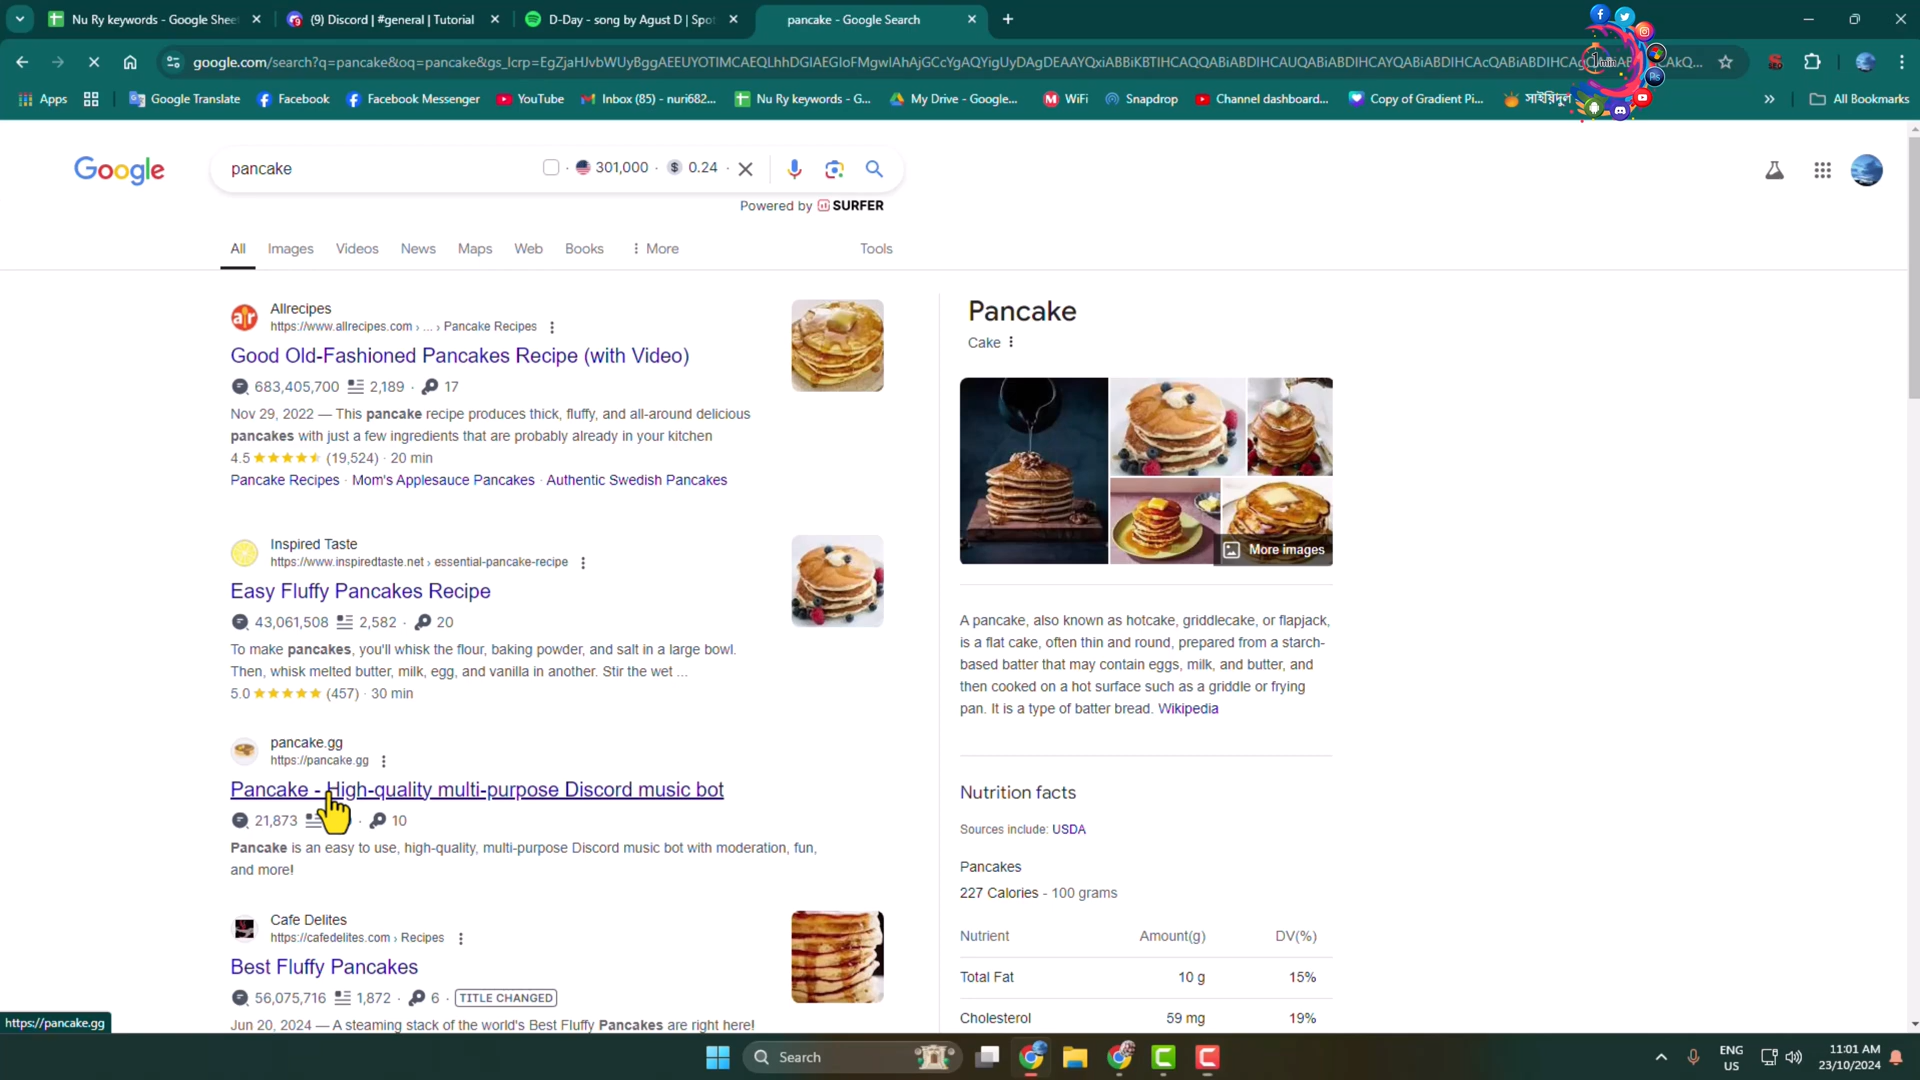 Nu Ry keywords - Google Sheet
(9) Discord | #general | Tutorial
D-Day - song by Agust D | Spot
pancake - Google Search
google.com/search?q=pancake&oq=pancake&gs_lcrp=
Apps
Google Translate
Facebook
Facebook Messenger
YouTube
Inbox (85) - nuri682...
Nu Ry keywords - G...
My Drive - Google...
WiFi
Snapdrop
Channel dashboard...
Copy of Gradient Pi...
সাইয়িদুল
» All Bookmarks
Google
pancake
301,000 · $ 0.24
Powered by SURFER
All Images Videos News Maps Web Books More Tools
Allrecipes
https://www.allrecipes.com › ... › Pancake Recipes
Good Old-Fashioned Pancakes Recipe (with Video)
683,405,700 2,189 · 17
Nov 29, 2022 — This pancake recipe produces thick, fluffy, and all-around delicious
pancakes with just a few ingredients that are probably already in your kitchen
4.5 ★★★★★ (19,524) · 20 min
Pancake Recipes · Mom's Applesauce Pancakes · Authentic Swedish Pancakes
Inspired Taste
https://www.inspiredtaste.net › essential-pancake-recipe
Easy Fluffy Pancakes Recipe
43,061,508 2,582 · 20
To make pancakes, you'll whisk the flour, baking powder, and salt in a large bowl.
Then, whisk melted butter, milk, egg, and vanilla in another. Stir the wet ...
5.0 ★★★★★ (457) · 30 min
pancake.gg
https://pancake.gg
Pancake - High-quality multi-purpose Discord music bot
21,873 · 10
Pancake is an easy to use, high-quality, multi-purpose Discord music bot with moderation, fun,
and more!
Cafe Delites
https://cafedelites.com › Recipes
Best Fluffy Pancakes
56,075,716 1,872 · 6 · TITLE CHANGED
Jun 20, 2024 — A steaming stack of the world's Best Fluffy Pancakes are right here!
Pancake
Cake
More images
A pancake, also known as hotcake, griddlecake, or flapjack,
is a flat cake, often thin and round, prepared from a starch-
based batter that may contain eggs, milk, and butter, and
then cooked on a hot surface such as a griddle or frying
pan. It is a type of batter bread. Wikipedia
Nutrition facts
Sources include: USDA
Pancakes
227 Calories - 100 grams
Nutrient Amount(g) DV(%)
Total Fat 10 g 15%
Cholesterol 59 mg 19%
https://pancake.gg
Search
ENG
US
11:01 AM
23/10/2024